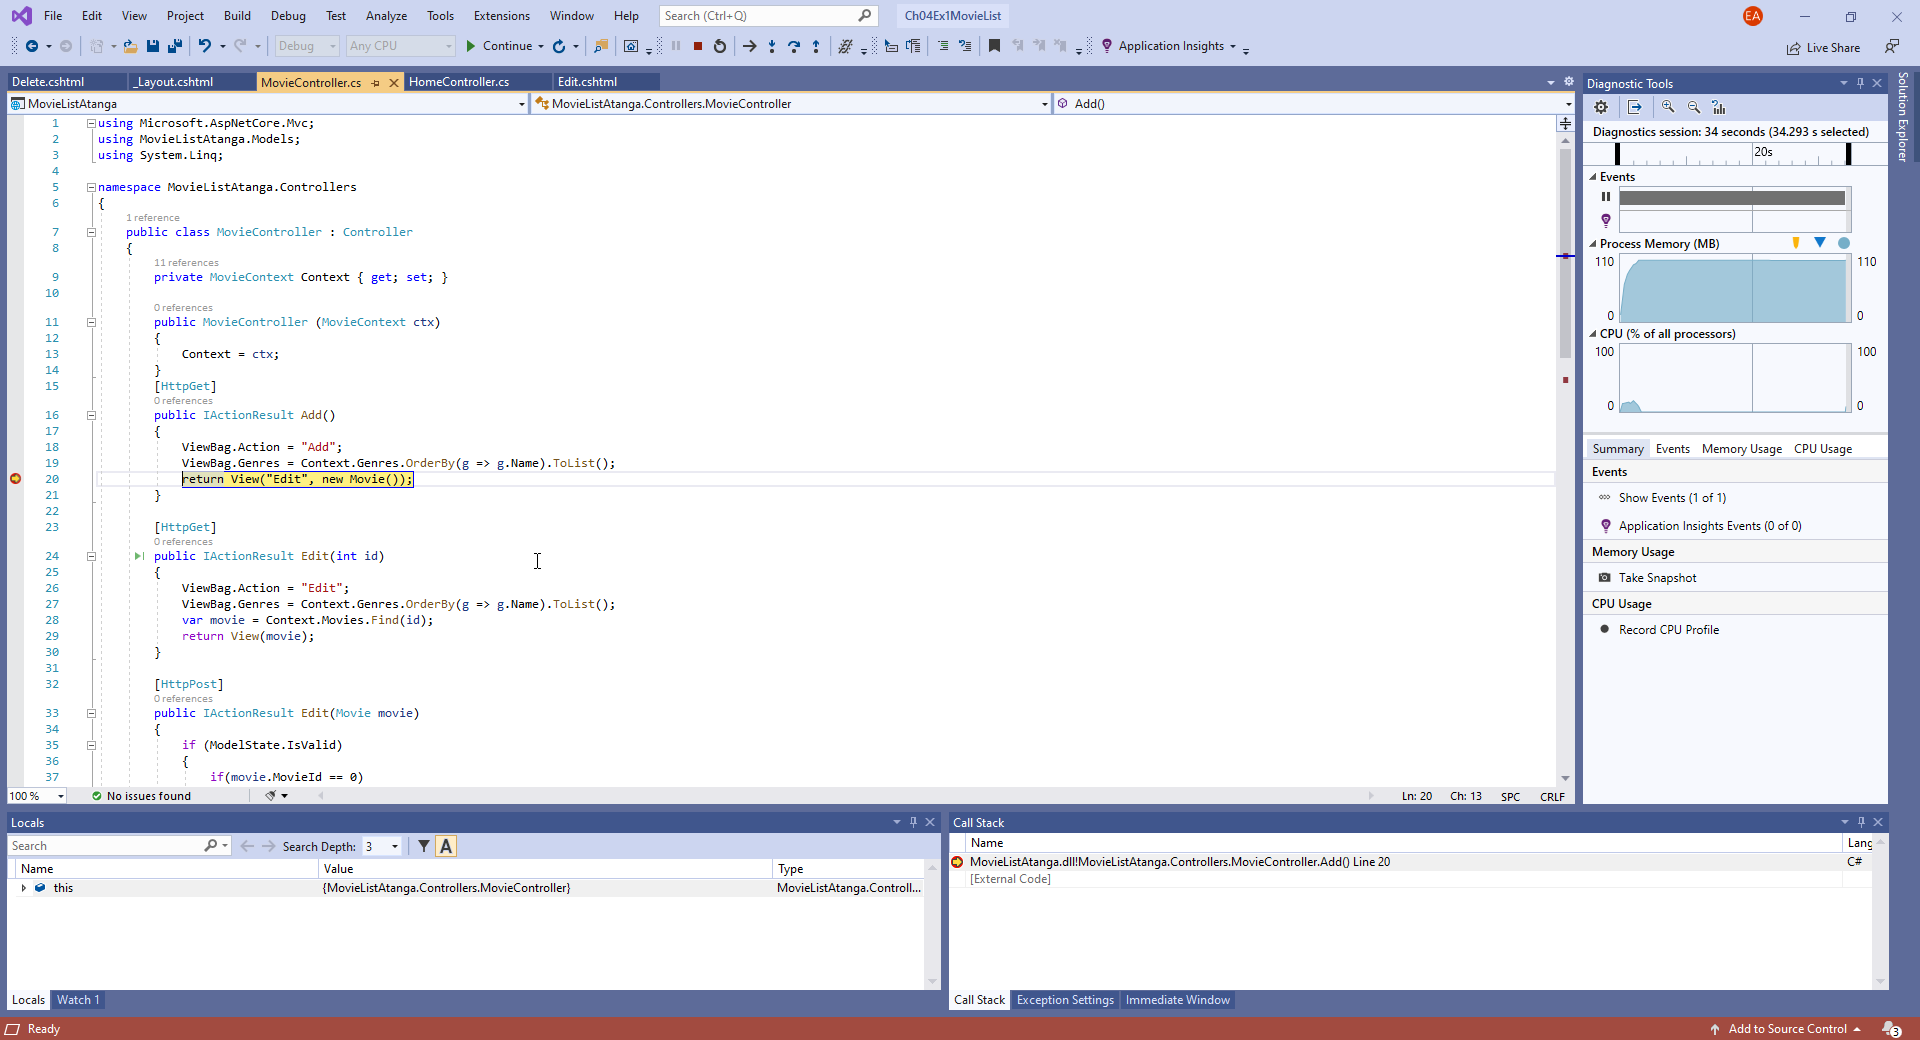 File Edit View Project Build Debug Test Analyze Tools Extensions Window Help Search (Ctrl+Q) Ch04Ex1MovieList EA
Debug Any CPU Continue Application Insights Live Share
Delete.cshtml _Layout.cshtml MovieController.cs HomeController.cs Edit.cshtml
MovieListAtanga MovieListAtanga.Controllers.MovieController Add()
1 using Microsoft.AspNetCore.Mvc;
2 using MovieListAtanga.Models;
3 using System.Linq;
4
5 namespace MovieListAtanga.Controllers
6 {
1 reference
7 public class MovieController : Controller
8 {
11 references
9 private MovieContext Context { get; set; }
10
0 references
11 public MovieController (MovieContext ctx)
12 {
13 Context = ctx;
14 }
15 [HttpGet]
0 references
16 public IActionResult Add()
17 {
18 ViewBag.Action = "Add";
19 ViewBag.Genres = Context.Genres.OrderBy(g => g.Name).ToList();
20 return View("Edit", new Movie());
21 }
22
23 [HttpGet]
0 references
24 public IActionResult Edit(int id)
25 {
26 ViewBag.Action = "Edit";
27 ViewBag.Genres = Context.Genres.OrderBy(g => g.Name).ToList();
28 var movie = Context.Movies.Find(id);
29 return View(movie);
30 }
31
32 [HttpPost]
0 references
33 public IActionResult Edit(Movie movie)
34 {
35 if (ModelState.IsValid)
36 {
37 if(movie.MovieId == 0)
100 % No issues found Ln: 20 Ch: 13 SPC CRLF
Diagnostic Tools
Diagnostics session: 34 seconds (34.293 s selected)
20s
Events
Process Memory (MB)
110 110
0 0
CPU (% of all processors)
100 100
0 0
Summary Events Memory Usage CPU Usage
Events
Show Events (1 of 1)
Application Insights Events (0 of 0)
Memory Usage
Take Snapshot
CPU Usage
Record CPU Profile
Solution Explorer
Locals
Search Search Depth: 3 A
Name Value Type
this {MovieListAtanga.Controllers.MovieController} MovieListAtanga.Controll...
Locals Watch 1
Call Stack
Name Lang
MovieListAtanga.dll!MovieListAtanga.Controllers.MovieController.Add() Line 20 C#
[External Code]
Call Stack Exception Settings Immediate Window
Ready Add to Source Control 3